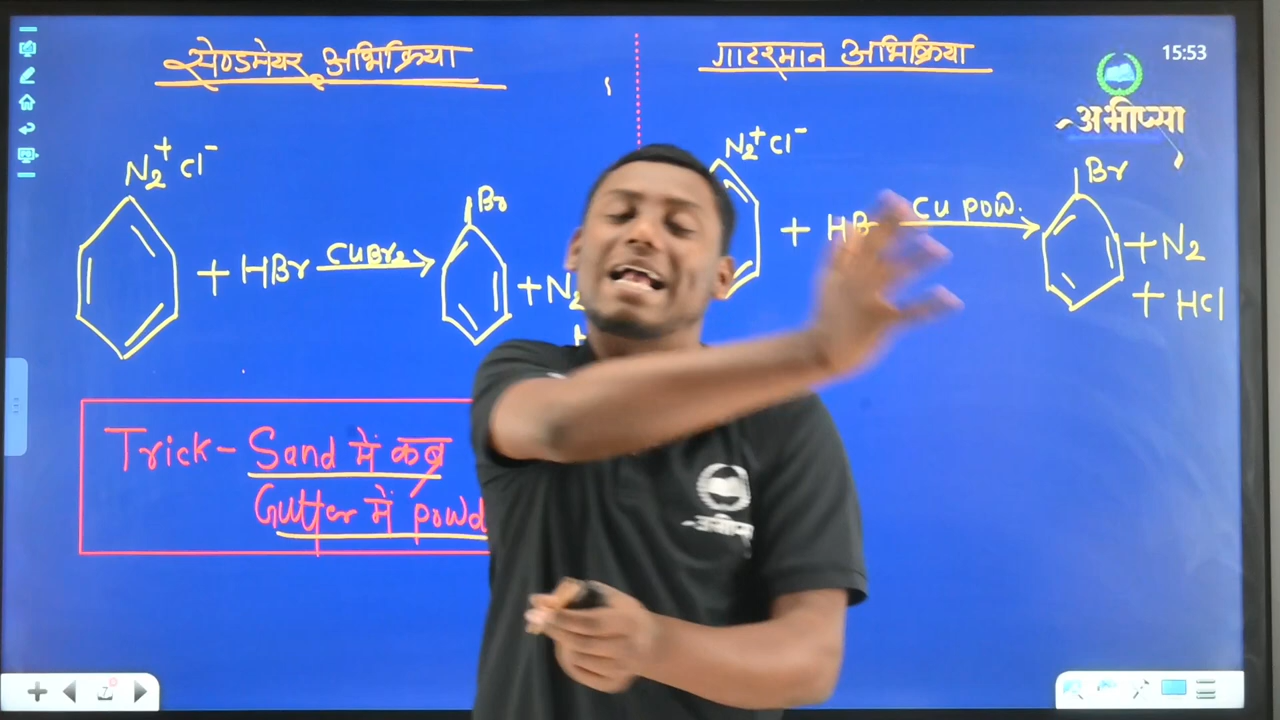 सेण्डमेयर अभिक्रिया
N₂⁺Cl⁻
+ HBr CuBr₂
Br
+ N₂
Trick - Sand में कब्र
Gutter में powd
गाटरमान अभिक्रिया
N₂⁺Cl⁻
+ HB Cu pow.
Br
+ N₂
+ HCl
15:53
अभीप्सा